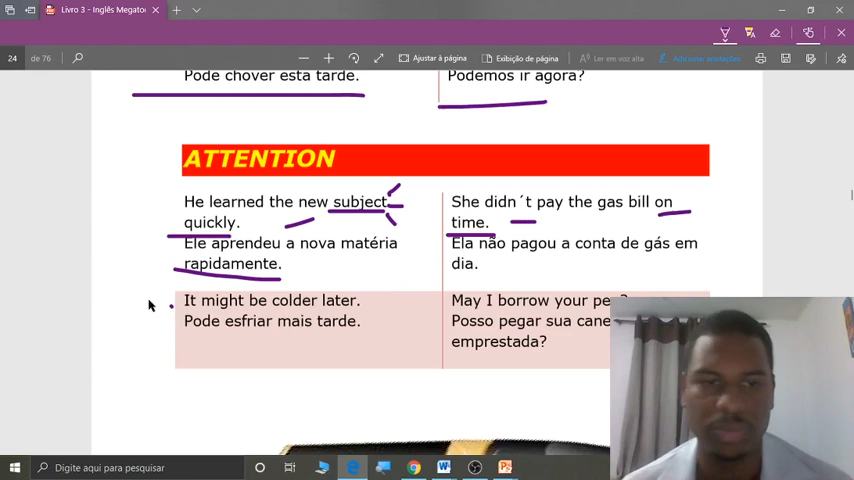 Livro 3 - Inglês Megato
24
de 76
Ajustar à página
Exibição de página
Ler em voz alta
Adicionar anotações
Pode chover esta tarde.
Podemos ir agora?
ATTENTION
He learned the new subject
quickly.
Ele aprendeu a nova matéria
rapidamente.
She didn´t pay the gas bill on
time.
Ela não pagou a conta de gás em
dia.
It might be colder later.
Pode esfriar mais tarde.
May I borrow your
Posso pegar sua
emprestada?
Digite aqui para pesquisar